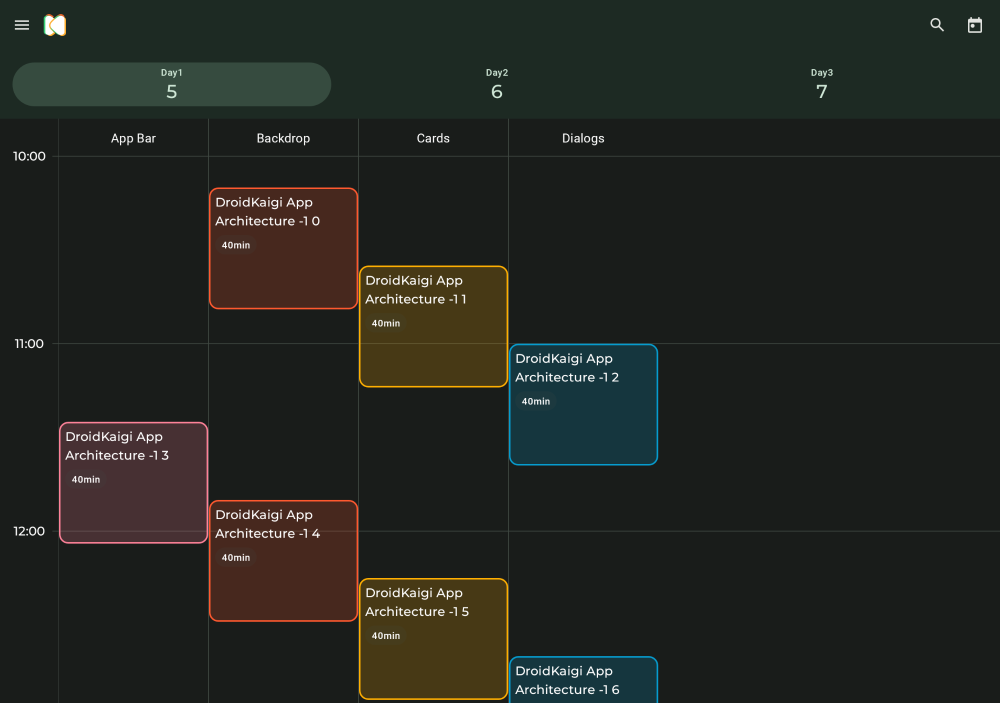 Day1
5
Day2
6
Day3
7
App Bar
Backdrop
Cards
Dialogs
10:00
DroidKaigi App
Architecture -1 0
40min
DroidKaigi App
Architecture -1 1
40min
11:00
DroidKaigi App
Architecture -1 2
40min
DroidKaigi App
Architecture -1 3
40min
12:00
DroidKaigi App
Architecture -1 4
40min
DroidKaigi App
Architecture -1 5
40min
DroidKaigi App
Architecture -1 6